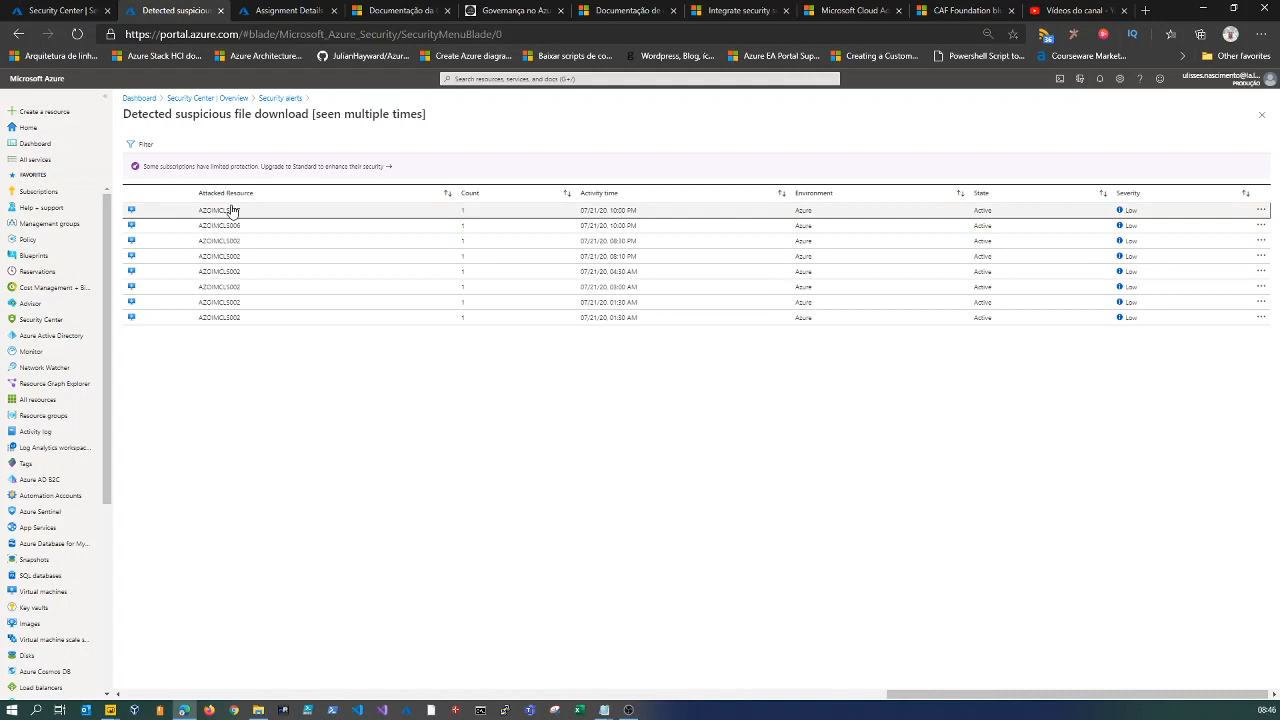 Security Center | Se
Detected suspicious
Assignment Details
Documentação da
Governança no Az
Documentação de
Integrate security s
Microsoft Cloud Ad
CAF Foundation bl
Vídeos do canal -
https://portal.azure.com/#blade/Microsoft_Azure_Security/SecurityMenuBlade/0
Arquitetura de linh...
Azure Stack HCI do...
Azure Architecture...
JulianHayward/Azur...
Create Azure diagra...
Baixar scripts de co...
Wordpress, Blog, ic...
Azure EA Portal Sup...
Creating a Custom...
Powershell Script to...
Courseware Market...
Other favorites
Microsoft Azure
Search resources, services, and docs (G+/)
PRODUÇÃO
Dashboard > Security Center | Overview > Security alerts >
Detected suspicious file download [seen multiple times]
Filter
Some subscriptions have limited protection. Upgrade to Standard to enhance their security →
Attacked Resource Count Activity time Environment State Severity
1 07/21/20, 10:00 PM Azure Active Low ...
AZOIMCLS006 1 07/21/20, 10:00 PM Azure Active Low ...
AZOIMCLS002 1 07/21/20, 08:30 PM Azure Active Low ...
AZOIMCLS002 1 07/21/20, 08:10 PM Azure Active Low ...
AZOIMCLS002 1 07/21/20, 04:30 AM Azure Active Low ...
AZOIMCLS002 1 07/21/20, 03:00 AM Azure Active Low ...
AZOIMCLS002 1 07/21/20, 01:30 AM Azure Active Low ...
AZOIMCLS002 1 07/21/20, 01:30 AM Azure Active Low ...
Create a resource
Home
Dashboard
All services
FAVORITES
Subscriptions
Help + support
Management groups
Policy
Blueprints
Reservations
Cost Management + Bi...
Advisor
Security Center
Azure Active Directory
Monitor
Network Watcher
Resource Graph Explorer
All resources
Resource groups
Activity log
Log Analytics workspac...
Tags
Azure AD B2C
Automation Accounts
Azure Sentinel
App Services
Azure Database for My...
Snapshots
SQL databases
Virtual machines
Key vaults
Images
Virtual machine scale s...
Disks
Azure Cosmos DB
Load balancers
08:46